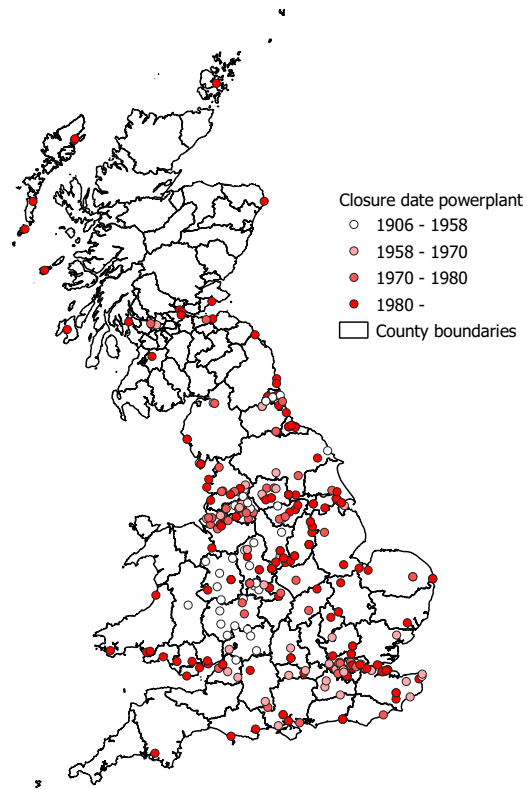 Closure date powerplant
1906 - 1958
1958 - 1970
1970 - 1980
1980 -
County boundaries